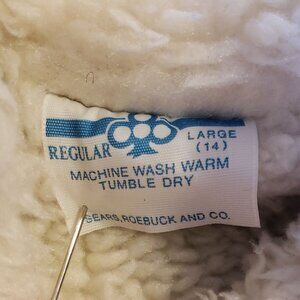 REGULAR
LARGE
(14)
MACHINE WASH WARM
TUMBLE DRY
SEARS, ROEBUCK AND CO.